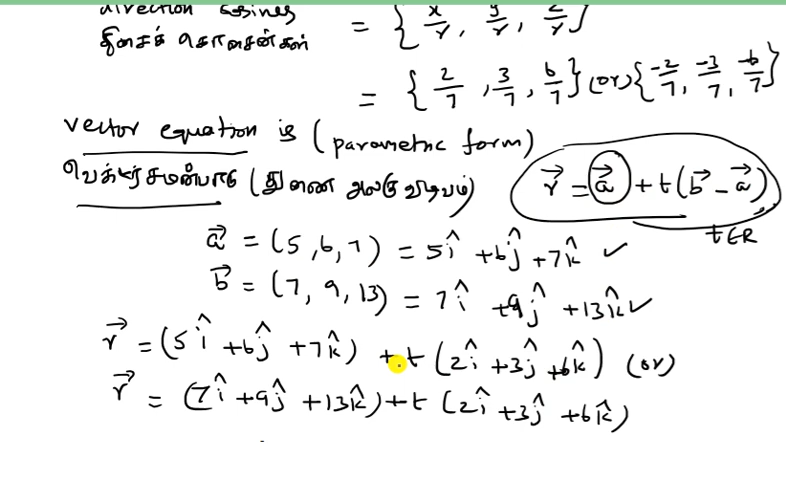 direction cosines = { x/r, y/r, z/r }
திசைக் கொசைன்கள்
= { 2/7, 3/7, 6/7 } (or) { -2/7, -3/7, -6/7 }
Vector equation is (parametric form)
வெக்டர் சமன்பாடு (துணை அலகு வடிவம்)
r⃗ = a⃗ + t(b⃗ - a⃗)
t∈R
a⃗ = (5, 6, 7) = 5î + 6ĵ + 7k̂ ✓
b⃗ = (7, 9, 13) = 7î + 9ĵ + 13k̂ ✓
r⃗ = (5î + 6ĵ + 7k̂) + t (2î + 3ĵ + 6k̂) (or)
r⃗ = (7î + 9ĵ + 13k̂) + t (2î + 3ĵ + 6k̂)